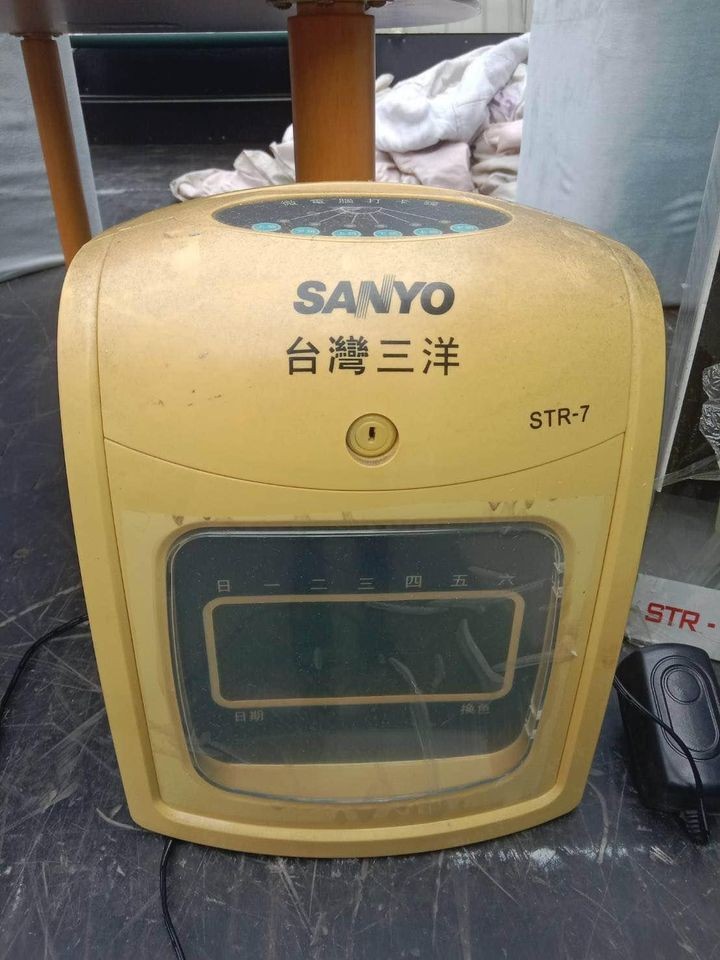 微電腦打卡鐘
SANYO
台灣三洋
STR-7
日 一 二 三 四 五 六
日期 換色
STR -